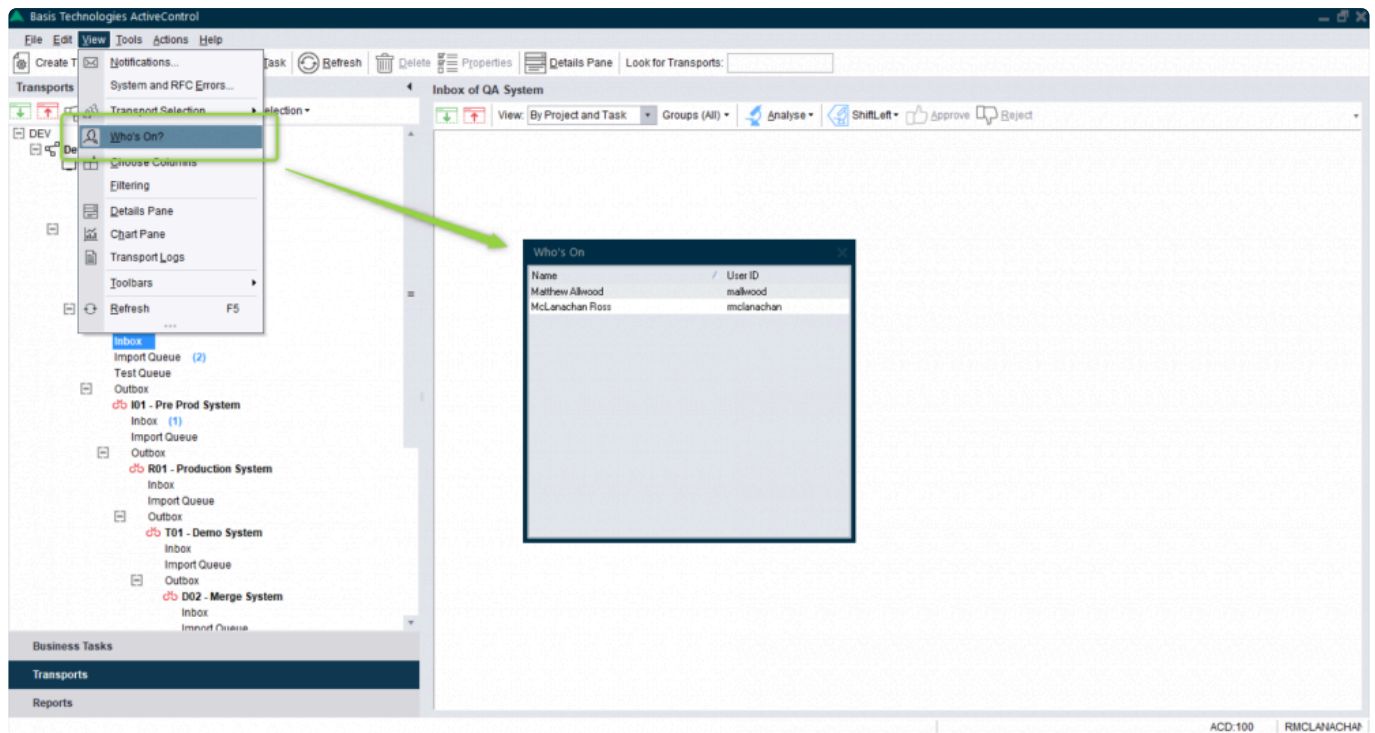 Basis Technologies ActiveControl
File Edit View Tools Actions Help
Create T Task Refresh Delete Properties Details Pane Look for Transports:
Notifications...
System and RFC Errors...
Transport Selection
Who's On?
Choose Columns
Filtering
Details Pane
Chart Pane
Transport Logs
Toolbars
Refresh F5
Transports
election
DEV
De
Inbox
Import Queue (2)
Test Queue
Outbox
I01 - Pre Prod System
Inbox (1)
Import Queue
Outbox
R01 - Production System
Inbox
Import Queue
Outbox
T01 - Demo System
Inbox
Import Queue
Outbox
D02 - Merge System
Inbox
Import Queue
Business Tasks
Transports
Reports
Inbox of QA System
View: By Project and Task Groups (All) Analyse ShiftLeft Approve Reject
Who's On
Name / User ID
Matthew Allwood mallwood
McLanachan Ross mclanachan
ACD:100 RMCLANACHAN